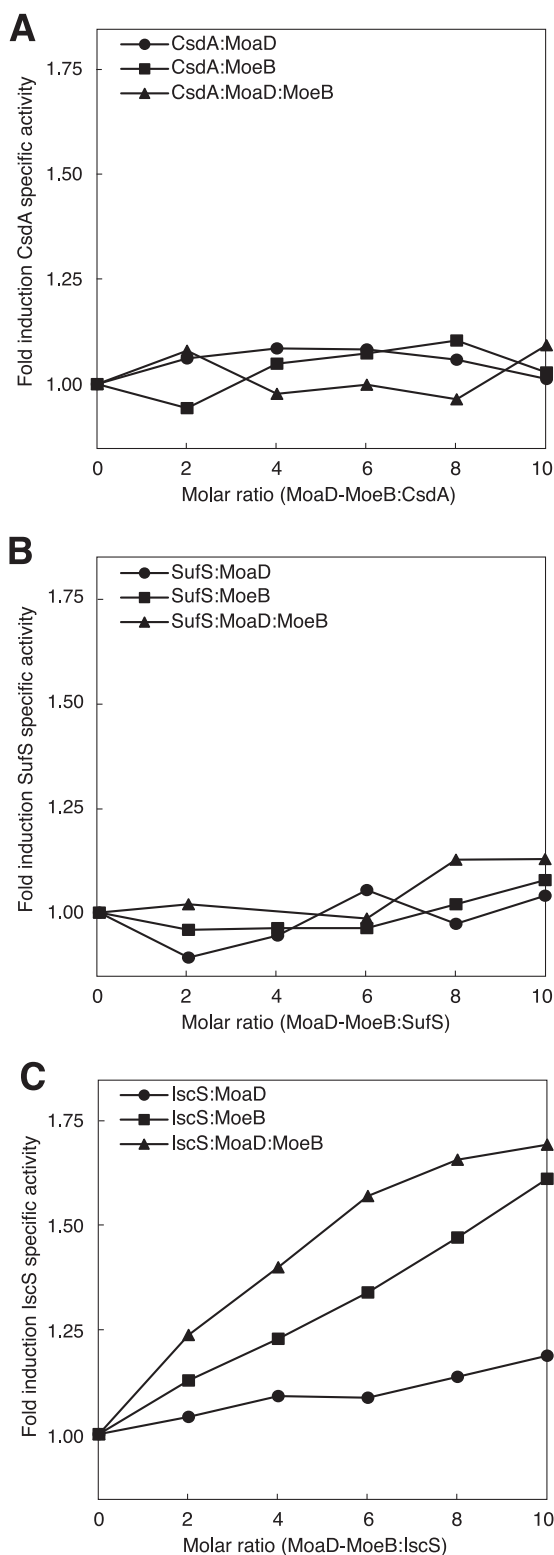 A
CsdA:MoaD
CsdA:MoeB
CsdA:MoaD:MoeB
Fold induction CsdA specific activity
1.75
1.50
1.25
1.00
0 2 4 6 8 10
Molar ratio (MoaD-MoeB:CsdA)
B
SufS:MoaD
SufS:MoeB
SufS:MoaD:MoeB
Fold induction SufS specific activity
1.75
1.50
1.25
1.00
0 2 4 6 8 10
Molar ratio (MoaD-MoeB:SufS)
C
IscS:MoaD
IscS:MoeB
IscS:MoaD:MoeB
Fold induction IscS specific activity
1.75
1.50
1.25
1.00
0 2 4 6 8 10
Molar ratio (MoaD-MoeB:IscS)